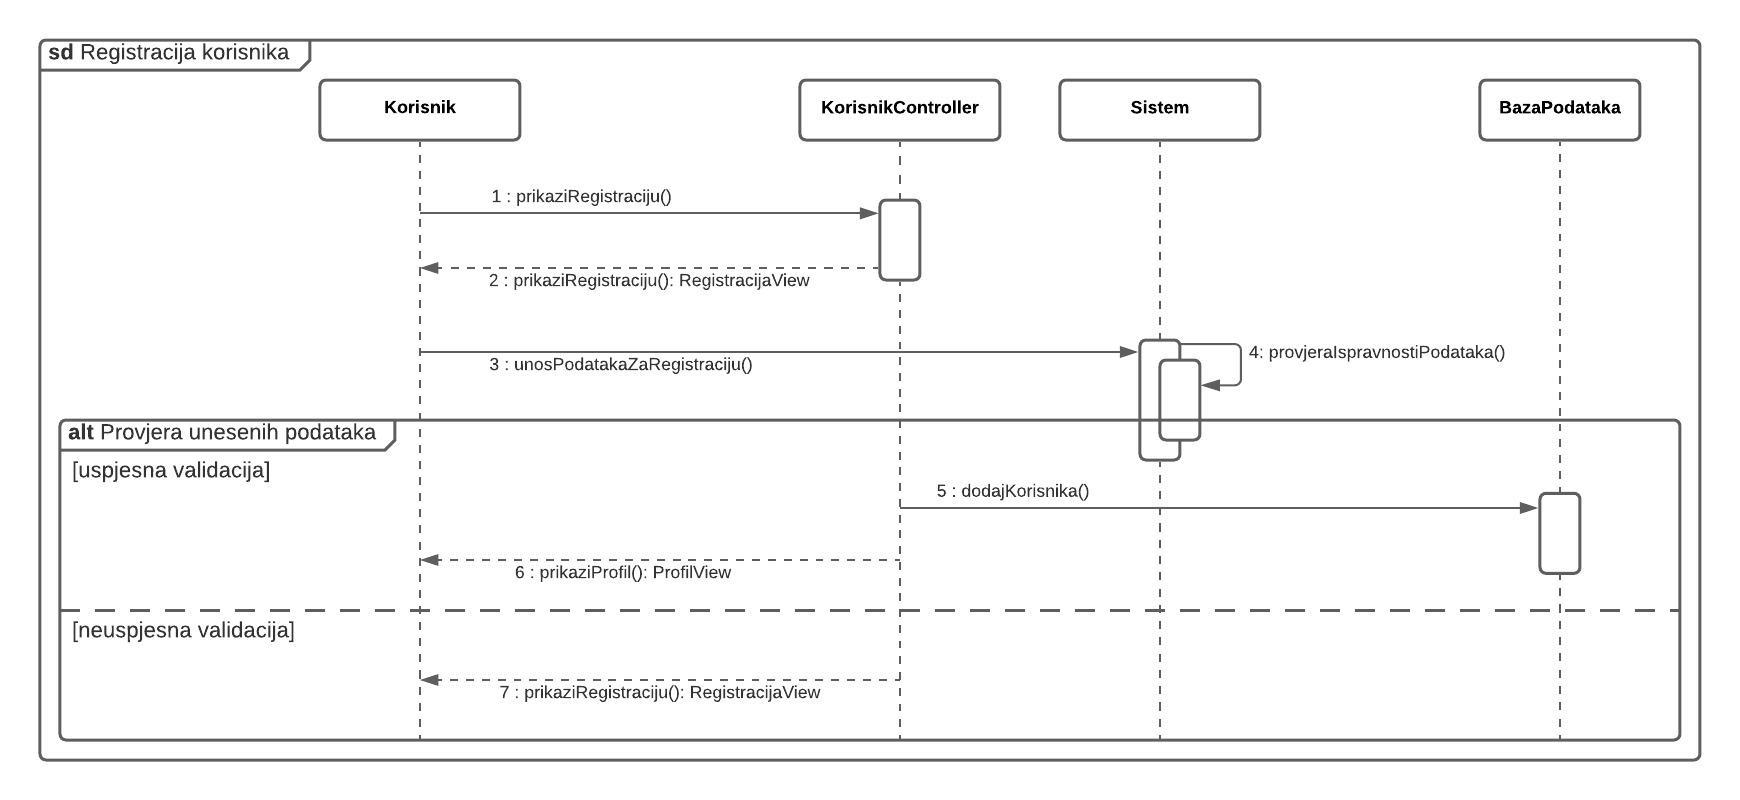 sd Registracija korisnika
Korisnik
KorisnikController
Sistem
BazaPodataka
1 : prikaziRegistraciju()
2 : prikaziRegistraciju(): RegistracijaView
3 : unosPodatakaZaRegistraciju()
4: provjeraIspravnostiPodataka()
alt Provjera unesenih podataka
[uspjesna validacija]
5 : dodajKorisnika()
6 : prikaziProfil(): ProfilView
[neuspjesna validacija]
7 : prikaziRegistraciju(): RegistracijaView